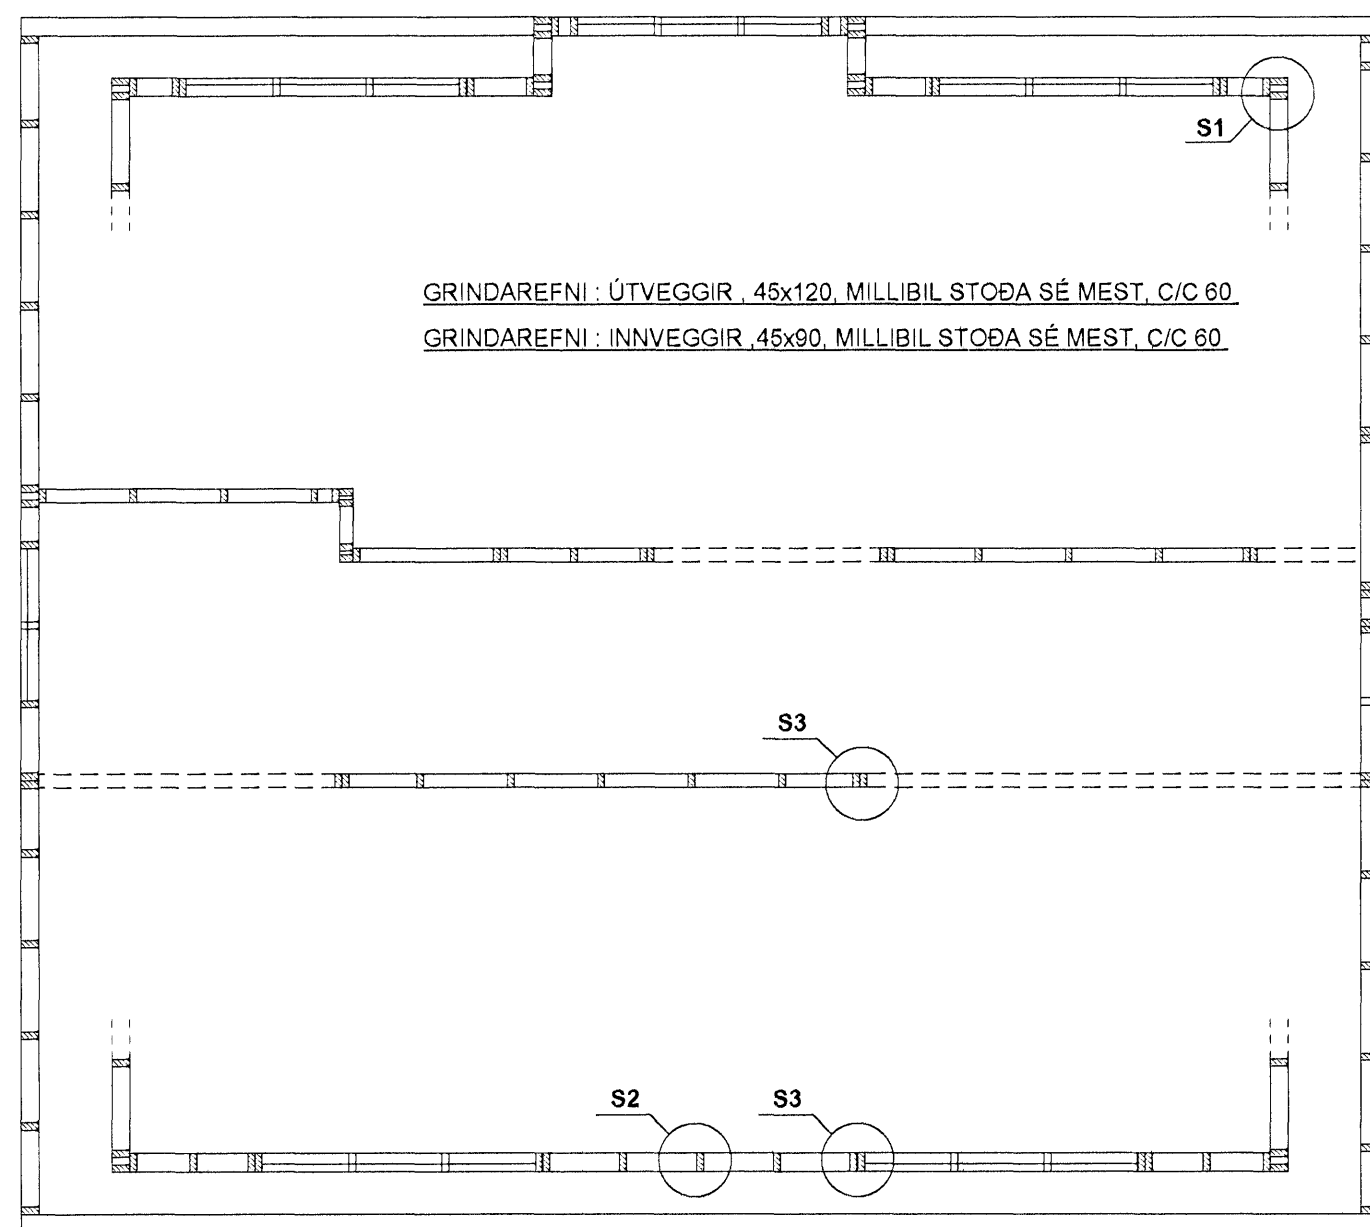 S1
GRINDAREFNI : ÚTVEGGIR , 45x120, MILLIBIL STOÐA SÉ MEST, C/C 60
GRINDAREFNI : INNVEGGIR ,45x90, MILLIBIL STOÐA SÉ MEST, C/C 60
S3
S2
S3